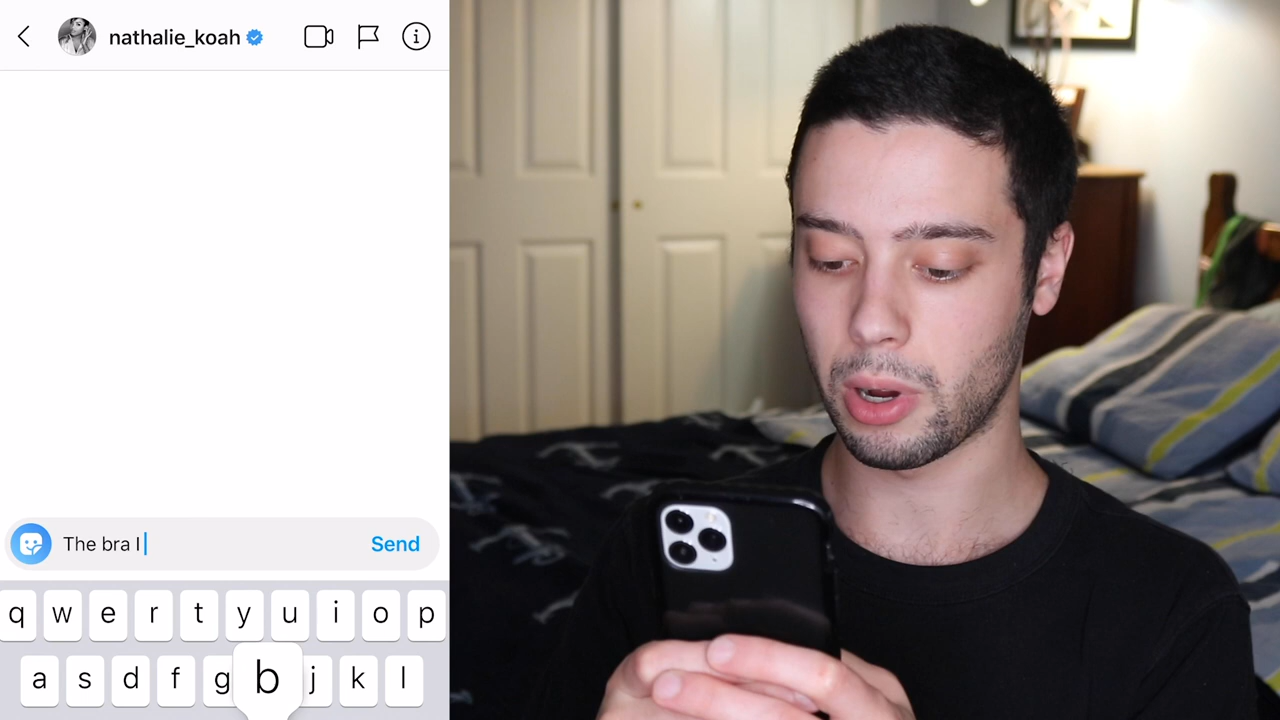 nathalie_koah
The bra I
Send
q w e r t y u i o p
a s d f g b j k l